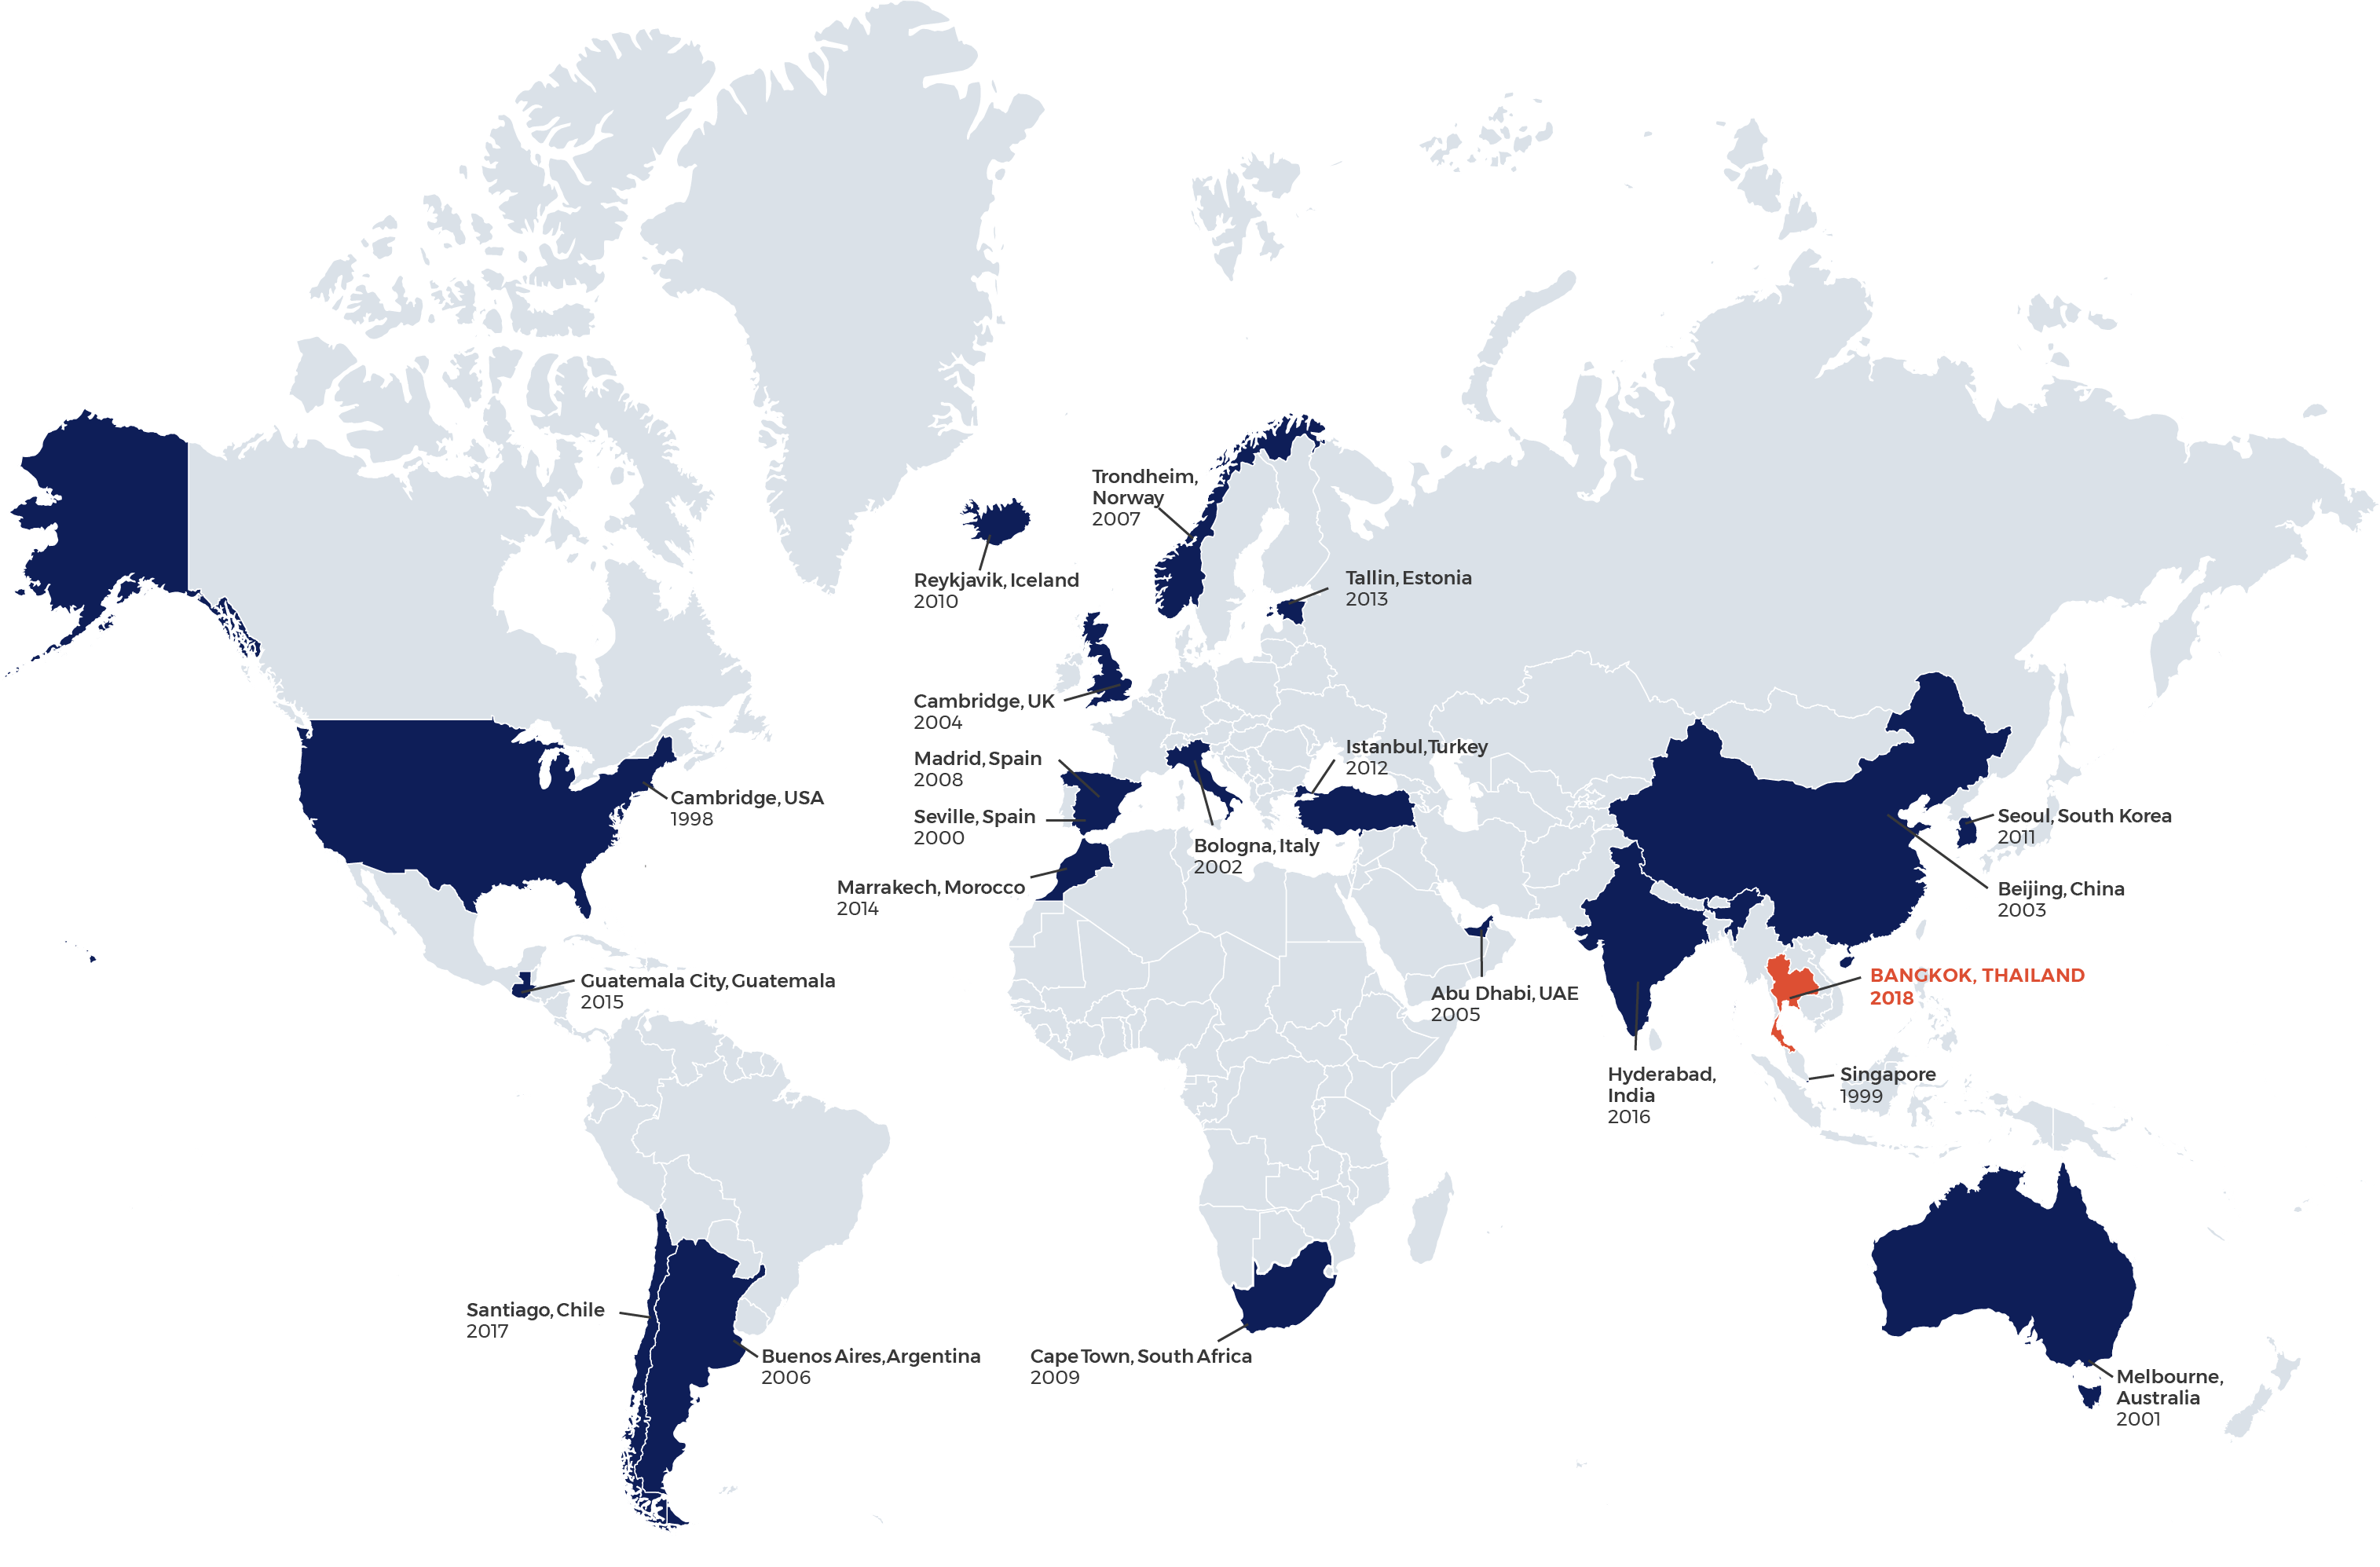 Trondheim,
Norway
2007
Reykjavik, Iceland
2010
Tallin, Estonia
2013
Cambridge, UK
2004
Madrid, Spain
2008
Istanbul, Turkey
2012
Cambridge, USA
1998
Seville, Spain
2000
Bologna, Italy
2002
Seoul, South Korea
2011
Marrakech, Morocco
2014
Beijing, China
2003
Guatemala City, Guatemala
2015
Abu Dhabi, UAE
2005
BANGKOK, THAILAND
2018
Hyderabad,
India
2016
Singapore
1999
Santiago, Chile
2017
Buenos Aires, Argentina
2006
Cape Town, South Africa
2009
Melbourne,
Australia
2001